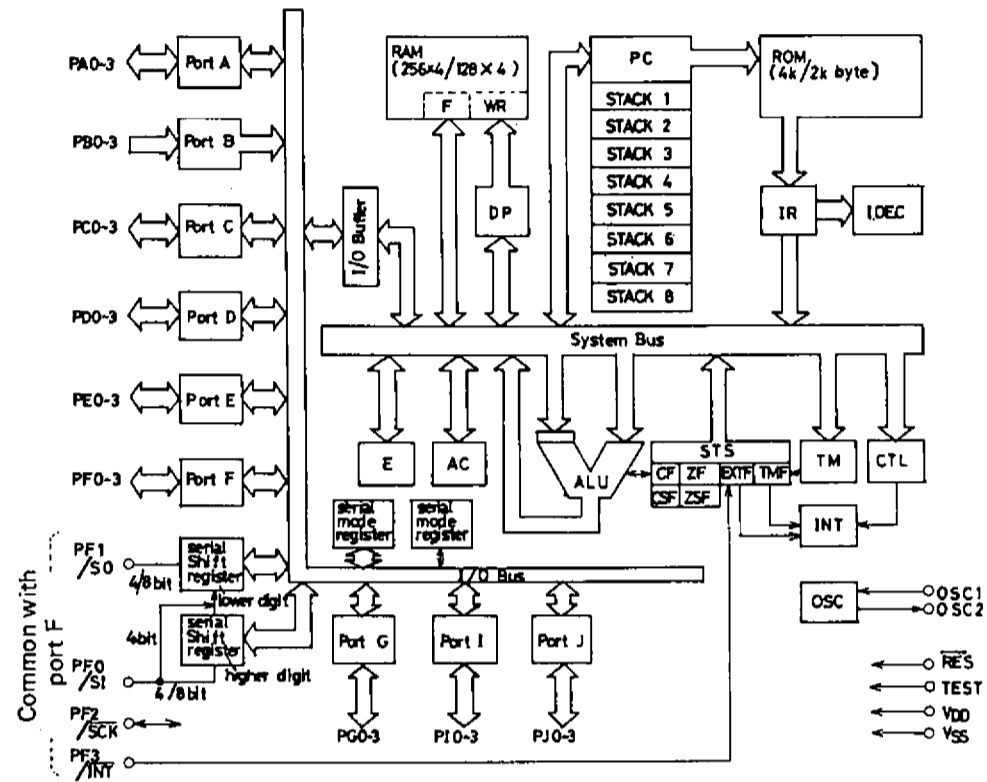 PA0~3
Port A
PB0~3
Port B
PC0~3
Port C
PD0~3
Port D
PE0~3
Port E
PF0~3
Port F
I/O Buffer
RAM
(256×4/128×4)
F
WR
DP
PC
STACK 1
STACK 2
STACK 3
STACK 4
STACK 5
STACK 6
STACK 7
STACK 8
ROM
(4k/2k byte)
IR
I.DEC
System Bus
E
AC
ALU
STS
CF
ZF
EXTF
TMF
CSF
ZSF
TM
CTL
INT
serial
mode
register
serial
mode
register
I/O Bus
Common with
port F
PF1
/SO
4/8bit
serial
Shift
register
lower digit
4bit
serial
Shift
register
higher digit
PF0
/SI
4/8bit
PF2
/SCK
PF3
/INT
Port G
Port I
Port J
PG0~3
PI0~3
PJ0~3
OSC
OSC1
OSC2
RES
TEST
VDD
VSS